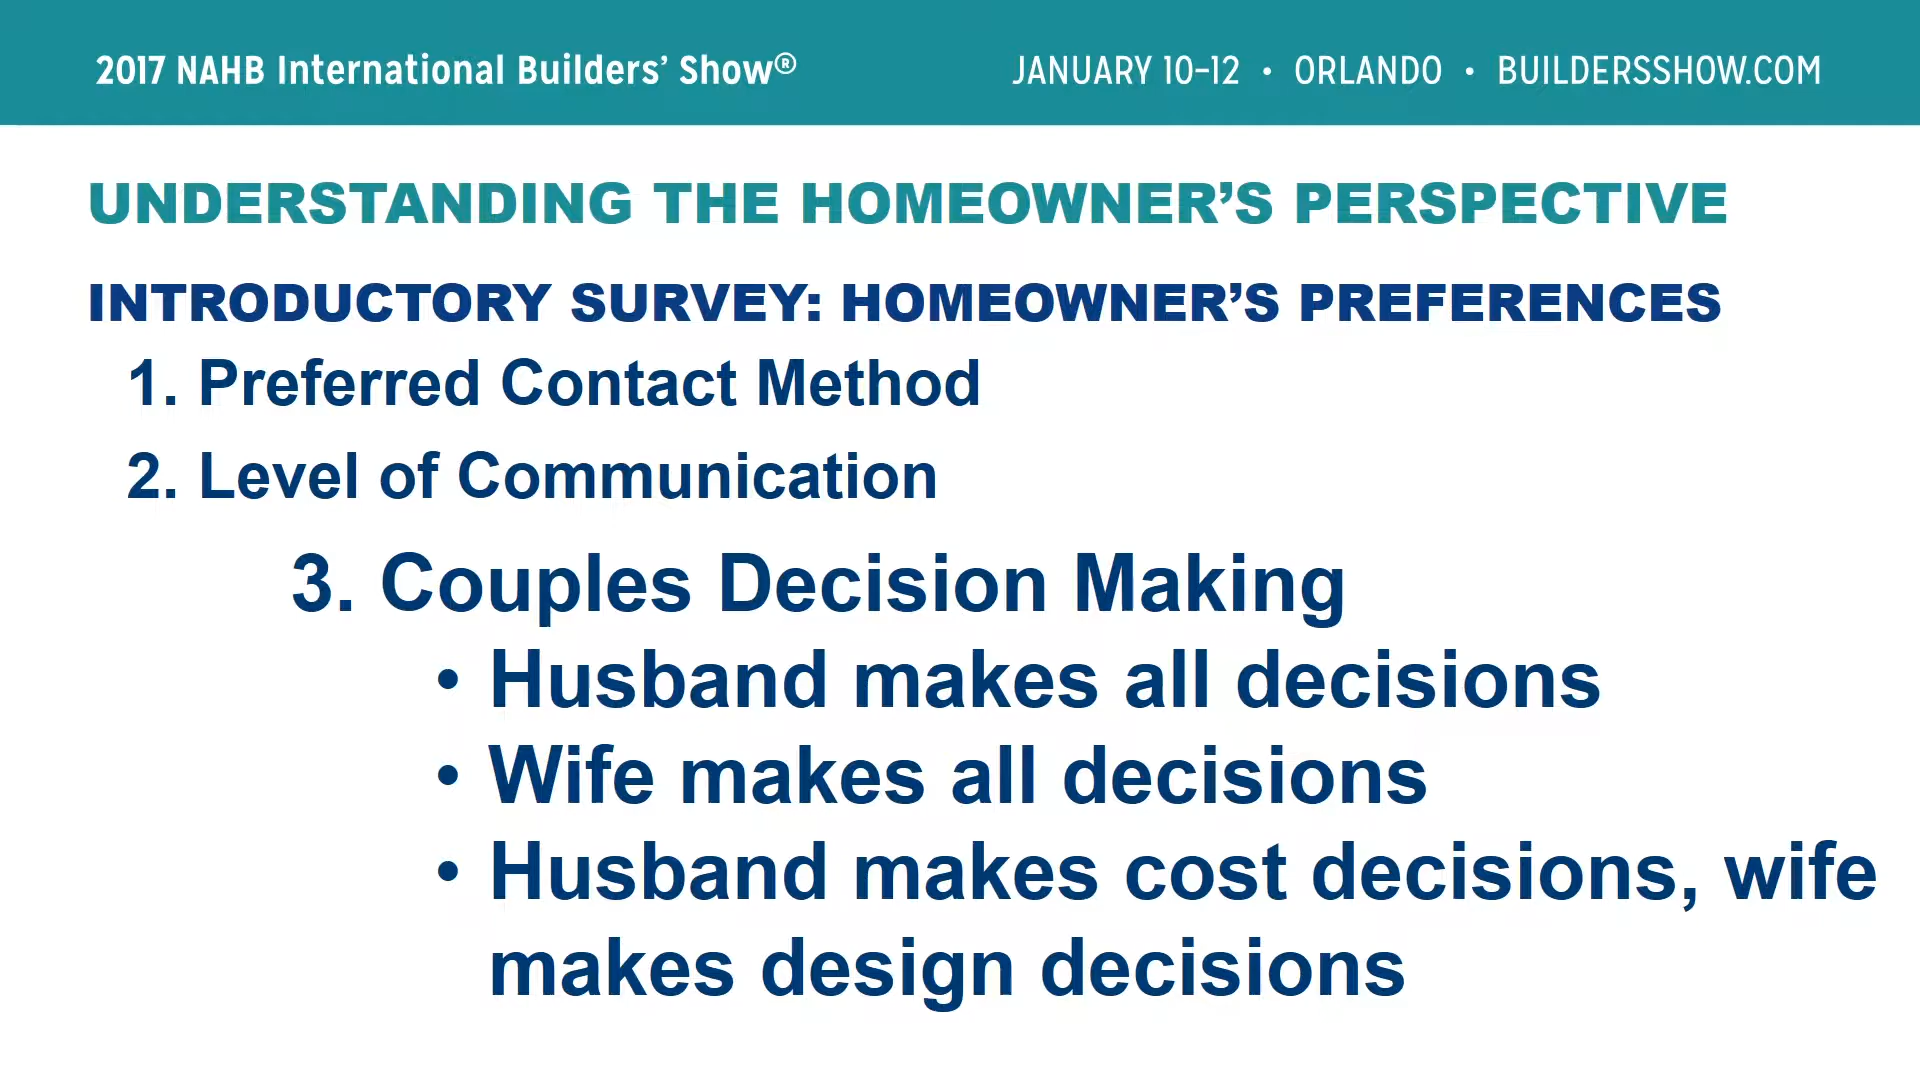 2017 NAHB International Builders’ Show®
JANUARY 10–12 • ORLANDO • BUILDERSSHOW.COM
UNDERSTANDING THE HOMEOWNER’S PERSPECTIVE
INTRODUCTORY SURVEY: HOMEOWNER’S PREFERENCES
1. Preferred Contact Method
2. Level of Communication
3. Couples Decision Making
• Husband makes all decisions
• Wife makes all decisions
• Husband makes cost decisions, wife
makes design decisions